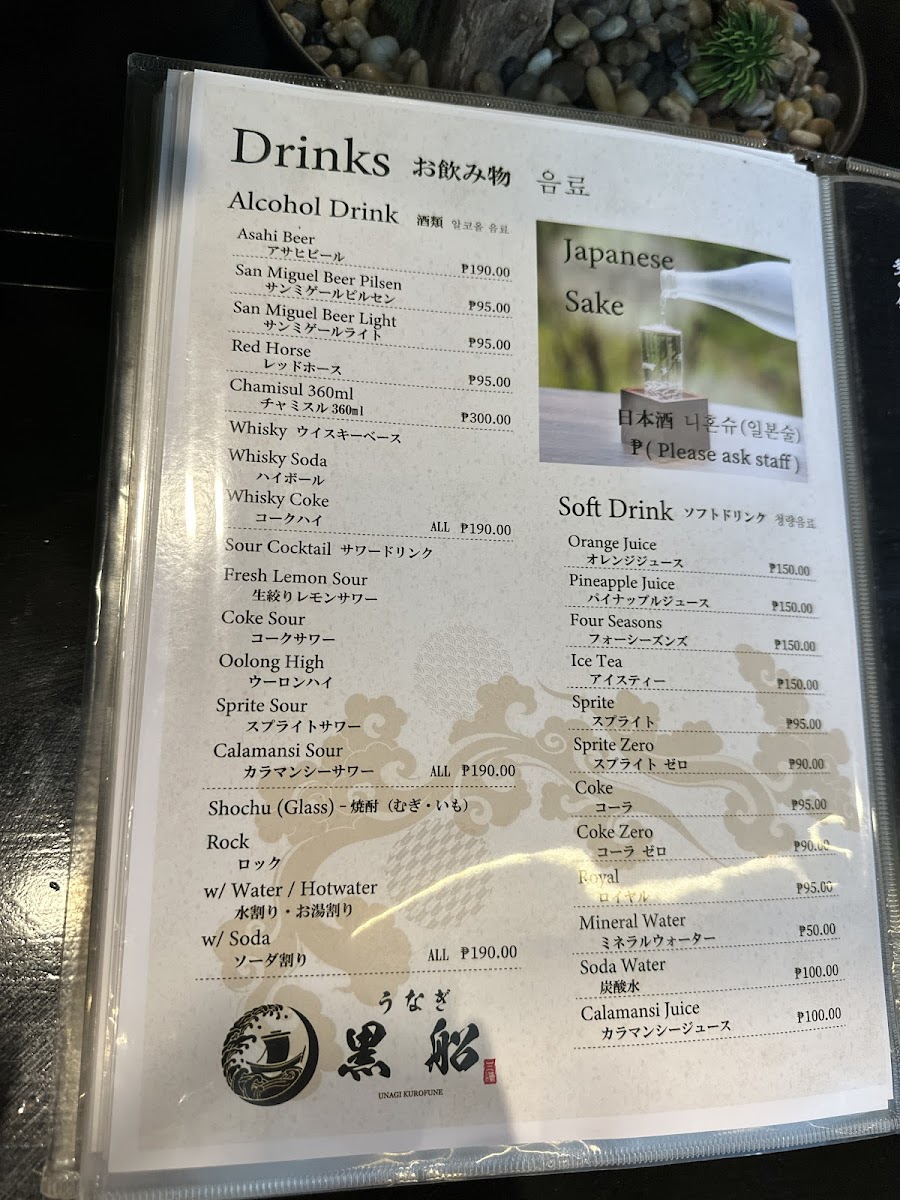 Drinks お飲み物 음료
Alcohol Drink 酒類 알코올 음료
Asahi Beer
アサヒビール ₱190.00
San Miguel Beer Pilsen
サンミゲールピルセン ₱95.00
San Miguel Beer Light
サンミゲールライト ₱95.00
Red Horse
レッドホース ₱95.00
Chamisul 360ml
チャミスル 360ml ₱300.00
Whisky ウイスキーベース
Whisky Soda
ハイボール
Whisky Coke
コークハイ ALL ₱190.00
Sour Cocktail サワードリンク
Fresh Lemon Sour
生絞りレモンサワー
Coke Sour
コークサワー
Oolong High
ウーロンハイ
Sprite Sour
スプライトサワー
Calamansi Sour
カラマンシーサワー ALL ₱190.00
Shochu (Glass) - 焼酎（むぎ・いも）
Rock
ロック
w/ Water / Hotwater
水割り・お湯割り
w/ Soda
ソーダ割り ALL ₱190.00
うなぎ
黒船
UNAGI KUROFUNE
Japanese
Sake
日本酒 니혼슈(일본술)
₱( Please ask staff )
Soft Drink ソフトドリンク 청량음료
Orange Juice
オレンジジュース ₱150.00
Pineapple Juice
パイナップルジュース ₱150.00
Four Seasons
フォーシーズンズ ₱150.00
Ice Tea
アイスティー ₱150.00
Sprite
スプライト ₱95.00
Sprite Zero
スプライト ゼロ ₱90.00
Coke
コーラ ₱95.00
Coke Zero
コーラ ゼロ ₱90.00
Royal
ロイヤル ₱95.00
Mineral Water
ミネラルウォーター ₱50.00
Soda Water
炭酸水 ₱100.00
Calamansi Juice
カラマンシージュース ₱100.00